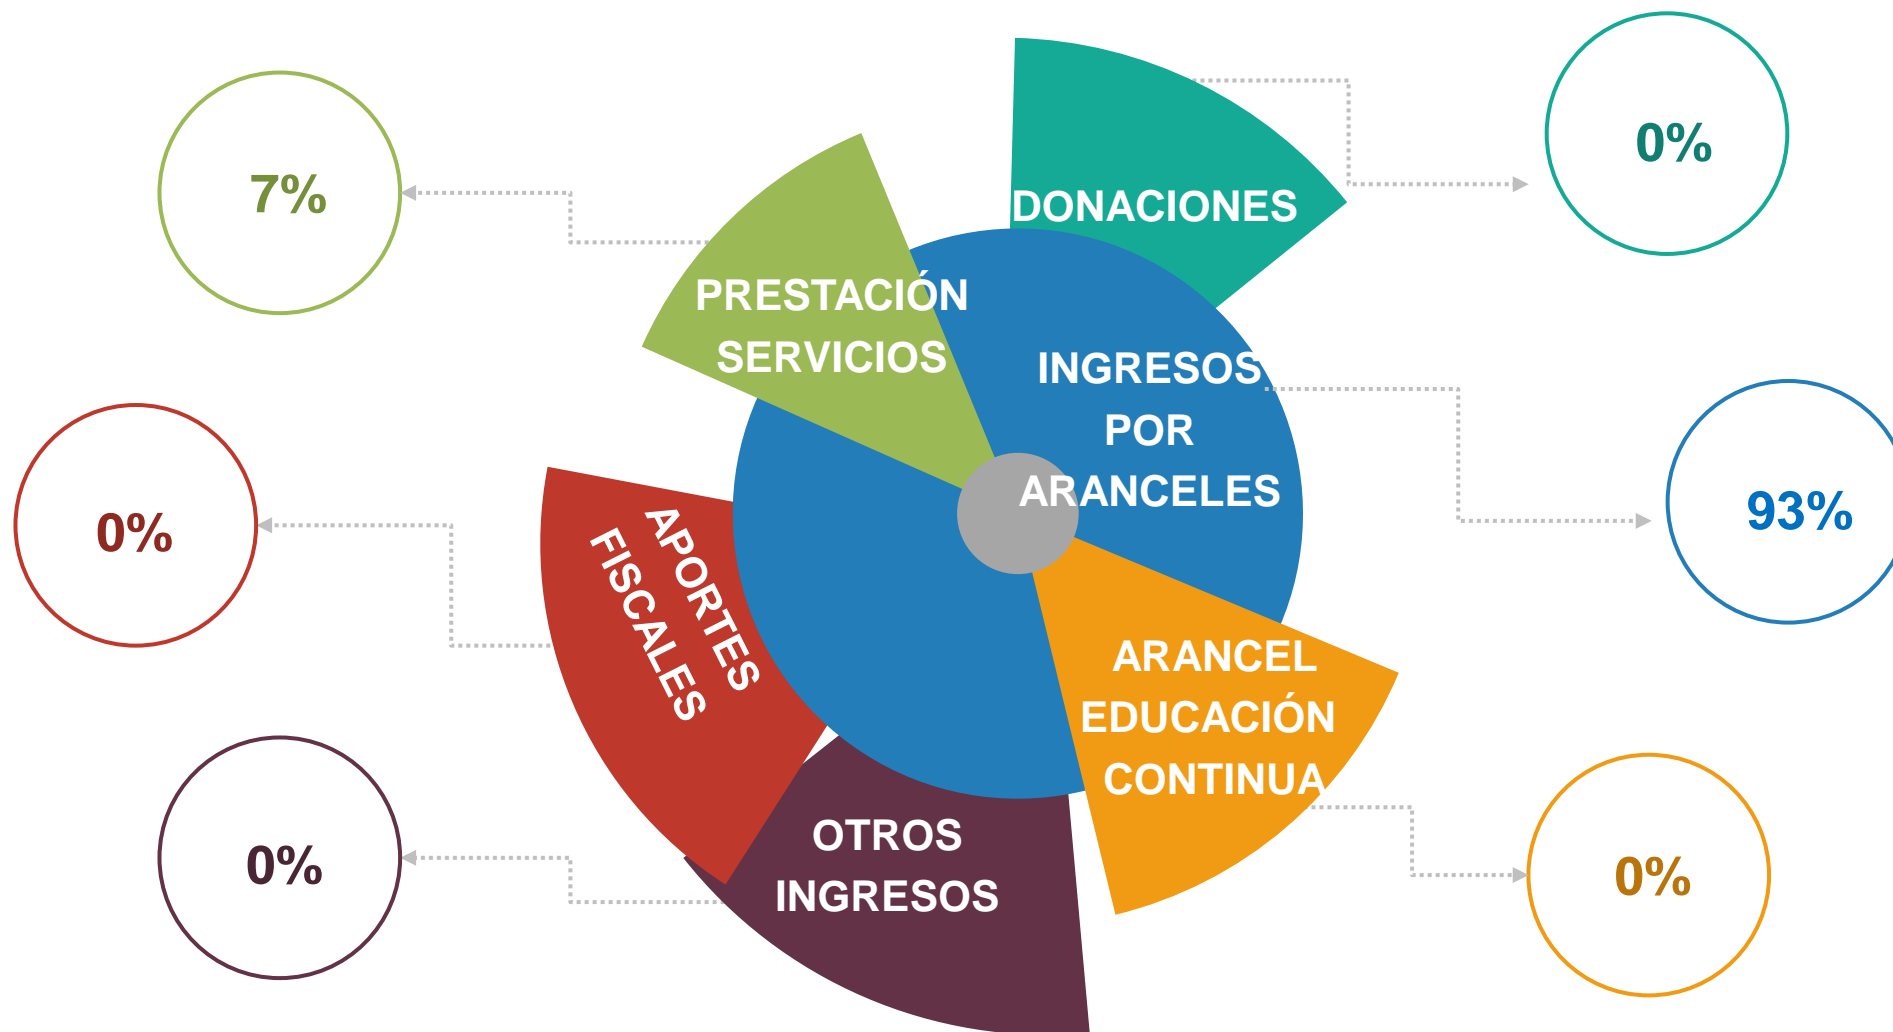 0%
DONACIONES
7%
PRESTACIÓN
SERVICIOS
INGRESOS
POR
ARANCELES
93%
0%
APORTES
FISCALES
ARANCEL
EDUCACIÓN
CONTINUA
0%
OTROS
INGRESOS
0%